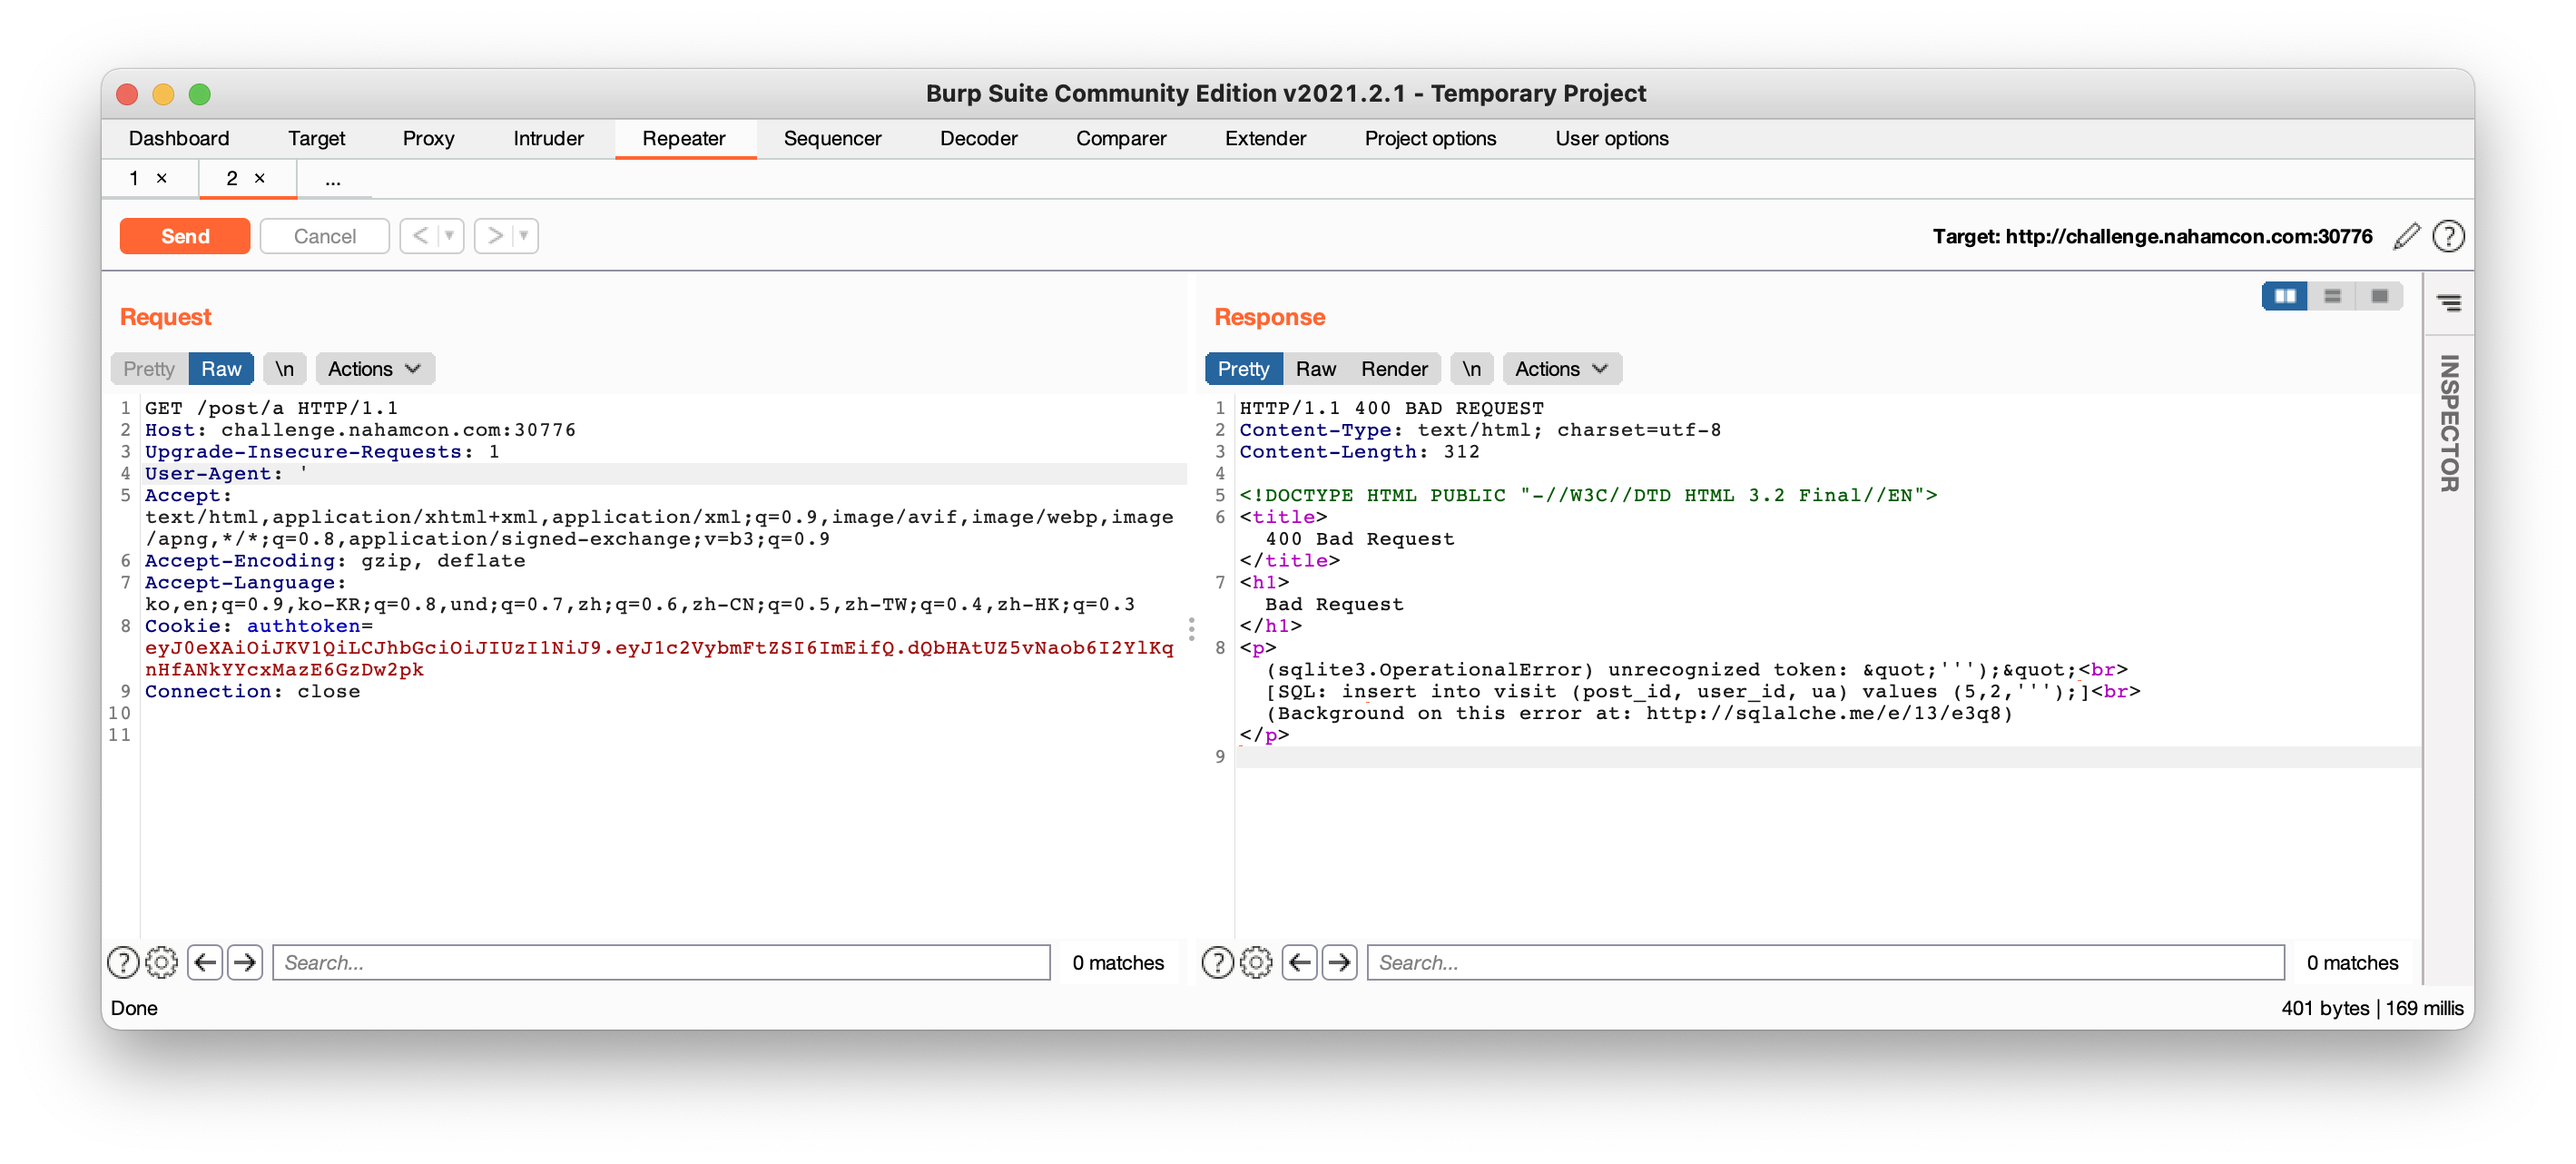 Burp Suite Community Edition v2021.2.1 - Temporary Project
Dashboard Target Proxy Intruder Repeater Sequencer Decoder Comparer Extender Project options User options
1 × 2 × ...
Send Cancel < > Target: http://challenge.nahamcon.com:30776 ?
Request
Pretty Raw \n Actions
1 GET /post/a HTTP/1.1
2 Host: challenge.nahamcon.com:30776
3 Upgrade-Insecure-Requests: 1
4 User-Agent: '
5 Accept:
text/html,application/xhtml+xml,application/xml;q=0.9,image/avif,image/webp,image
/apng,*/*;q=0.8,application/signed-exchange;v=b3;q=0.9
6 Accept-Encoding: gzip, deflate
7 Accept-Language:
ko,en;q=0.9,ko-KR;q=0.8,und;q=0.7,zh;q=0.6,zh-CN;q=0.5,zh-TW;q=0.4,zh-HK;q=0.3
8 Cookie: authtoken=
eyJ0eXAiOiJKV1QiLCJhbGciOiJIUzI1NiJ9.eyJ1c2VybmFtZSI6ImEifQ.dQbHAtUZ5vNaob6I2YlKq
nHfANkYYcxMazE6GzDw2pk
9 Connection: close
10
11
? Search... 0 matches
Response
Pretty Raw Render \n Actions
1 HTTP/1.1 400 BAD REQUEST
2 Content-Type: text/html; charset=utf-8
3 Content-Length: 312
4
5 <!DOCTYPE HTML PUBLIC "-//W3C//DTD HTML 3.2 Final//EN">
6 <title>
400 Bad Request
</title>
7 <h1>
Bad Request
</h1>
8 <p>
(sqlite3.OperationalError) unrecognized token: &quot;''');&quot;<br>
[SQL: insert into visit (post_id, user_id, ua) values (5,2,''');]<br>
(Background on this error at: http://sqlalche.me/e/13/e3q8)
</p>
9
? Search... 0 matches
INSPECTOR
Done
401 bytes | 169 millis